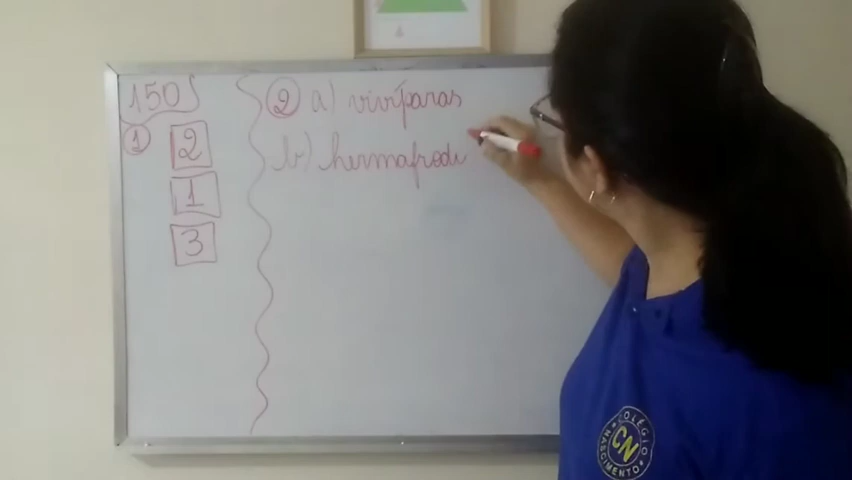 150
1 2
1
3
2 a) vivíparas
b) hermafrodi
COLÉGIO
CN
NASCIMENTO